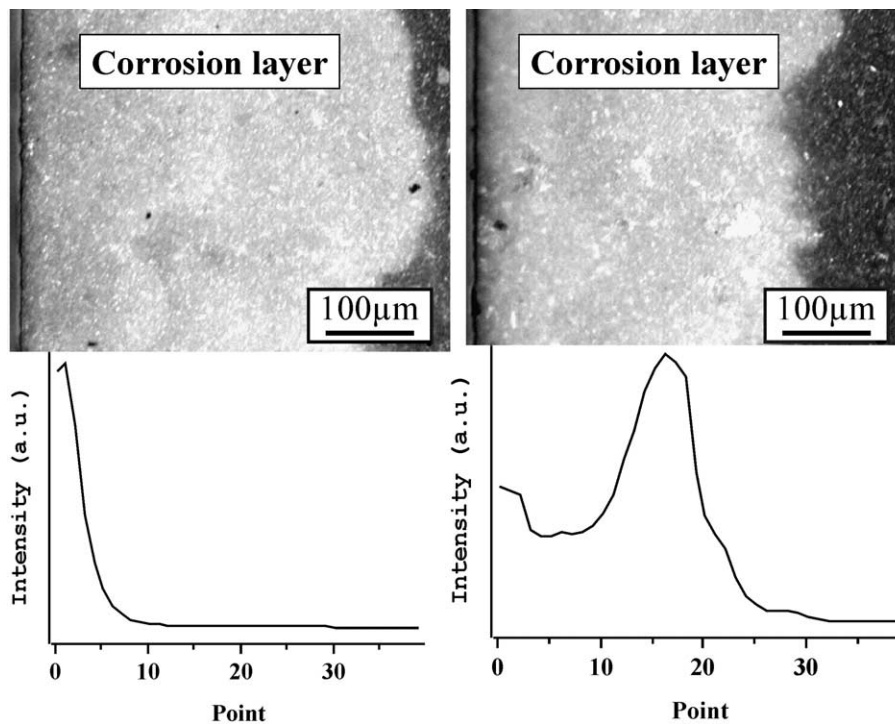 Corrosion layer
100µm
Corrosion layer
100µm
Intensity (a.u.)
0 10 20 30
Point
Intensity (a.u.)
0 10 20 30
Point